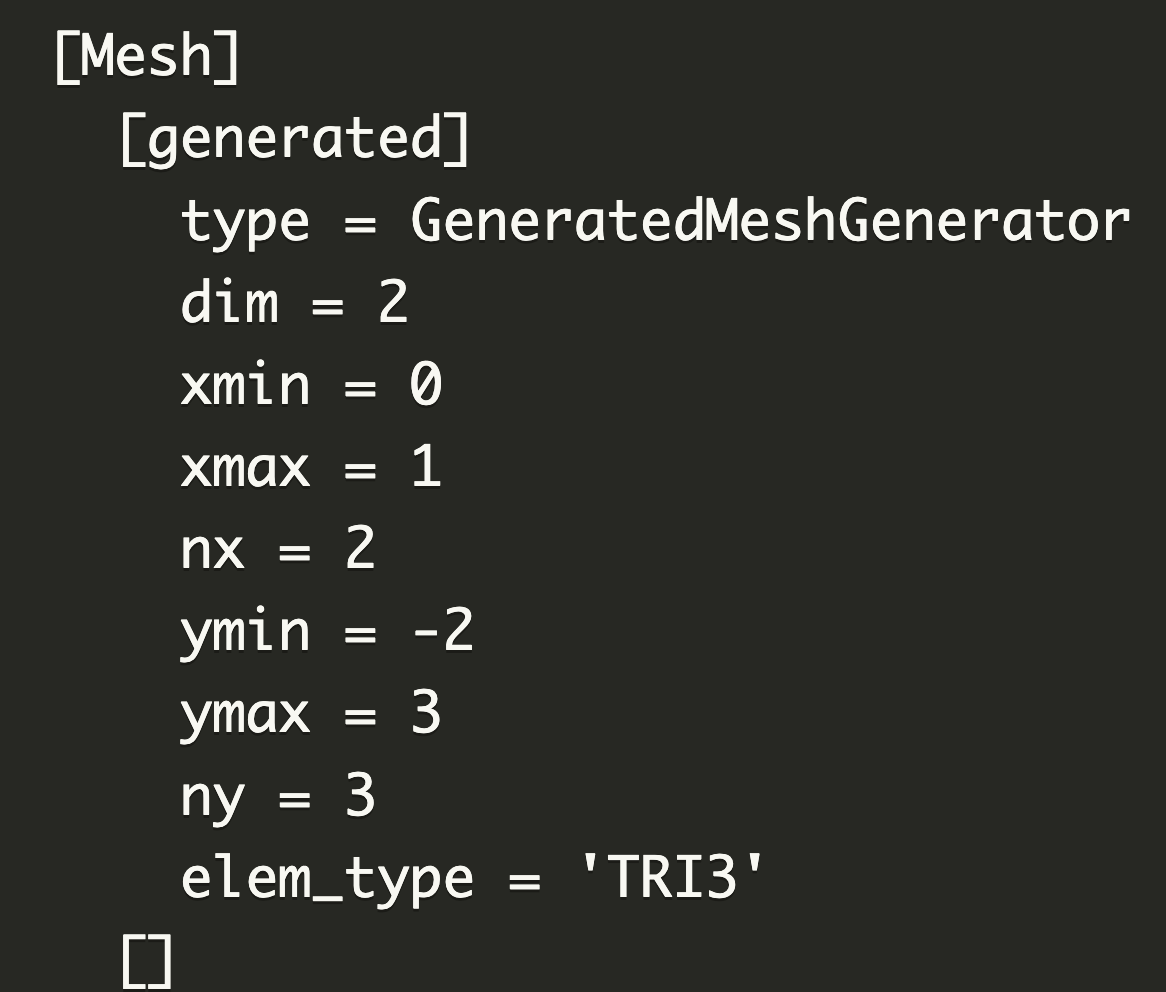 [Mesh]
  [generated]
    type = GeneratedMeshGenerator
    dim = 2
    xmin = 0
    xmax = 1
    nx = 2
    ymin = -2
    ymax = 3
    ny = 3
    elem_type = 'TRI3'
  []